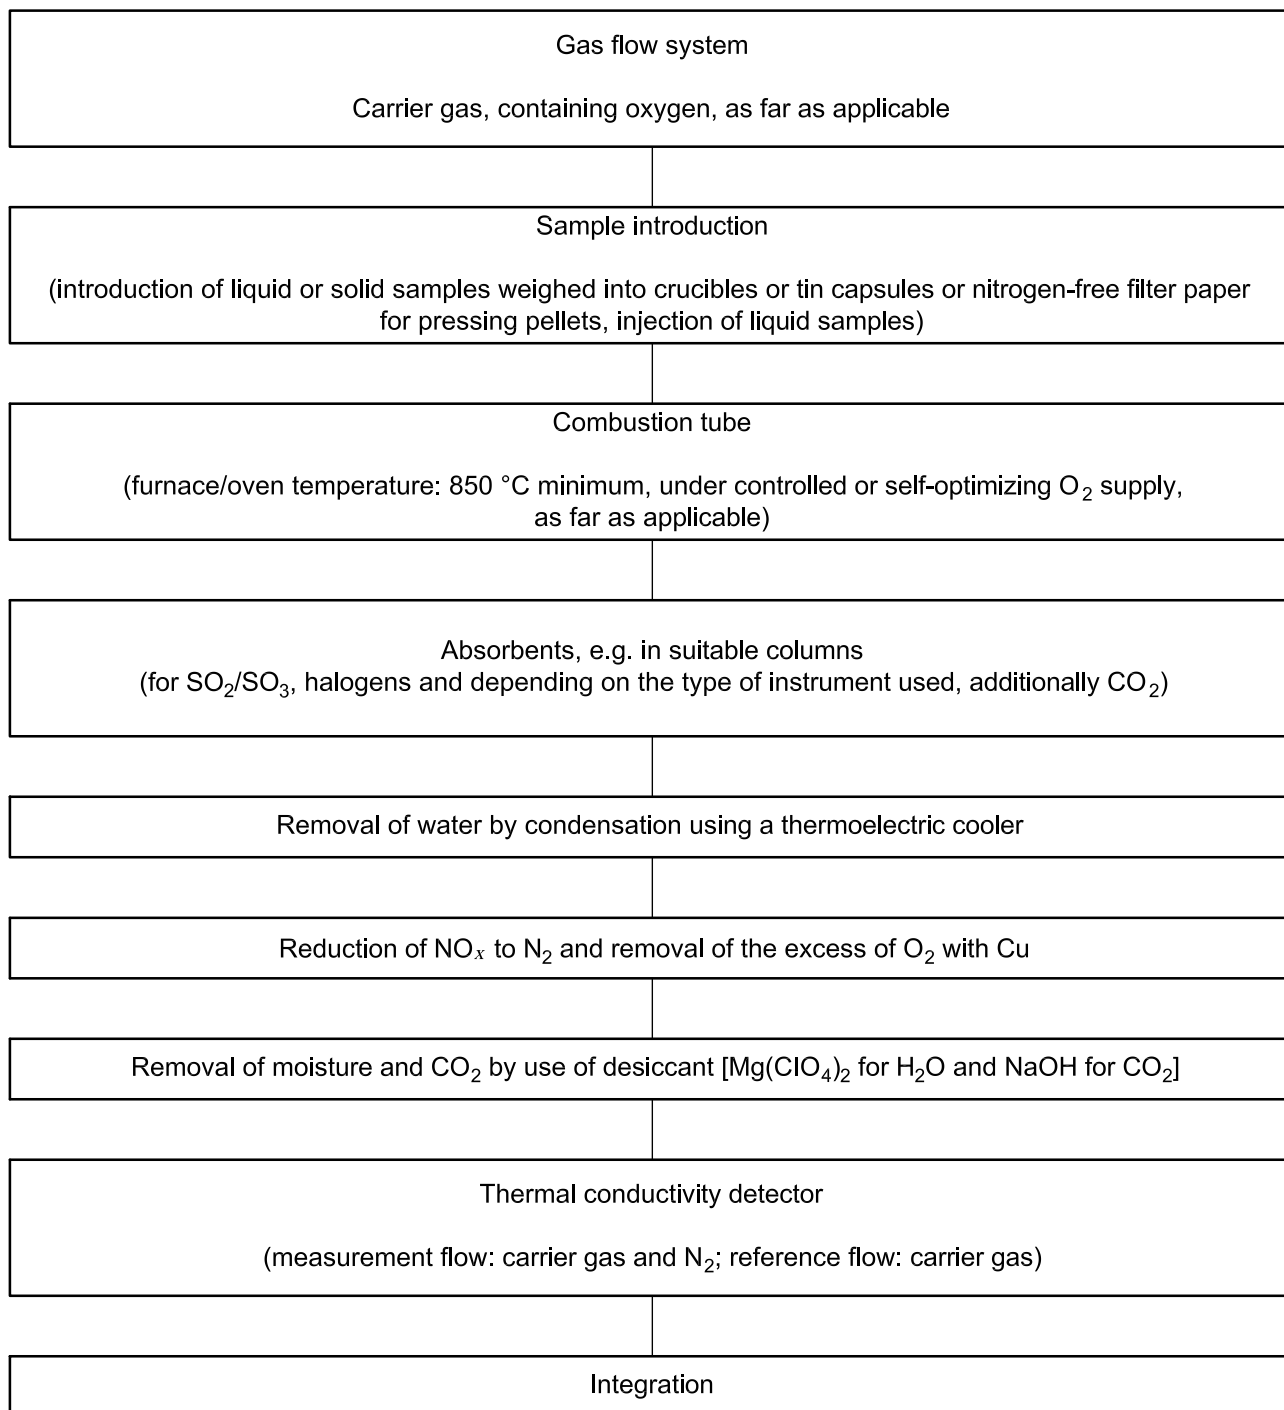 Gas flow system
Carrier gas, containing oxygen, as far as applicable
Sample introduction
(introduction of liquid or solid samples weighed into crucibles or tin capsules or nitrogen-free filter paper
for pressing pellets, injection of liquid samples)
Combustion tube
(furnace/oven temperature: 850 °C minimum, under controlled or self-optimizing O₂ supply,
as far as applicable)
Absorbents, e.g. in suitable columns
(for SO₂/SO₃, halogens and depending on the type of instrument used, additionally CO₂)
Removal of water by condensation using a thermoelectric cooler
Reduction of NOₓ to N₂ and removal of the excess of O₂ with Cu
Removal of moisture and CO₂ by use of desiccant [Mg(ClO₄)₂ for H₂O and NaOH for CO₂]
Thermal conductivity detector
(measurement flow: carrier gas and N₂; reference flow: carrier gas)
Integration